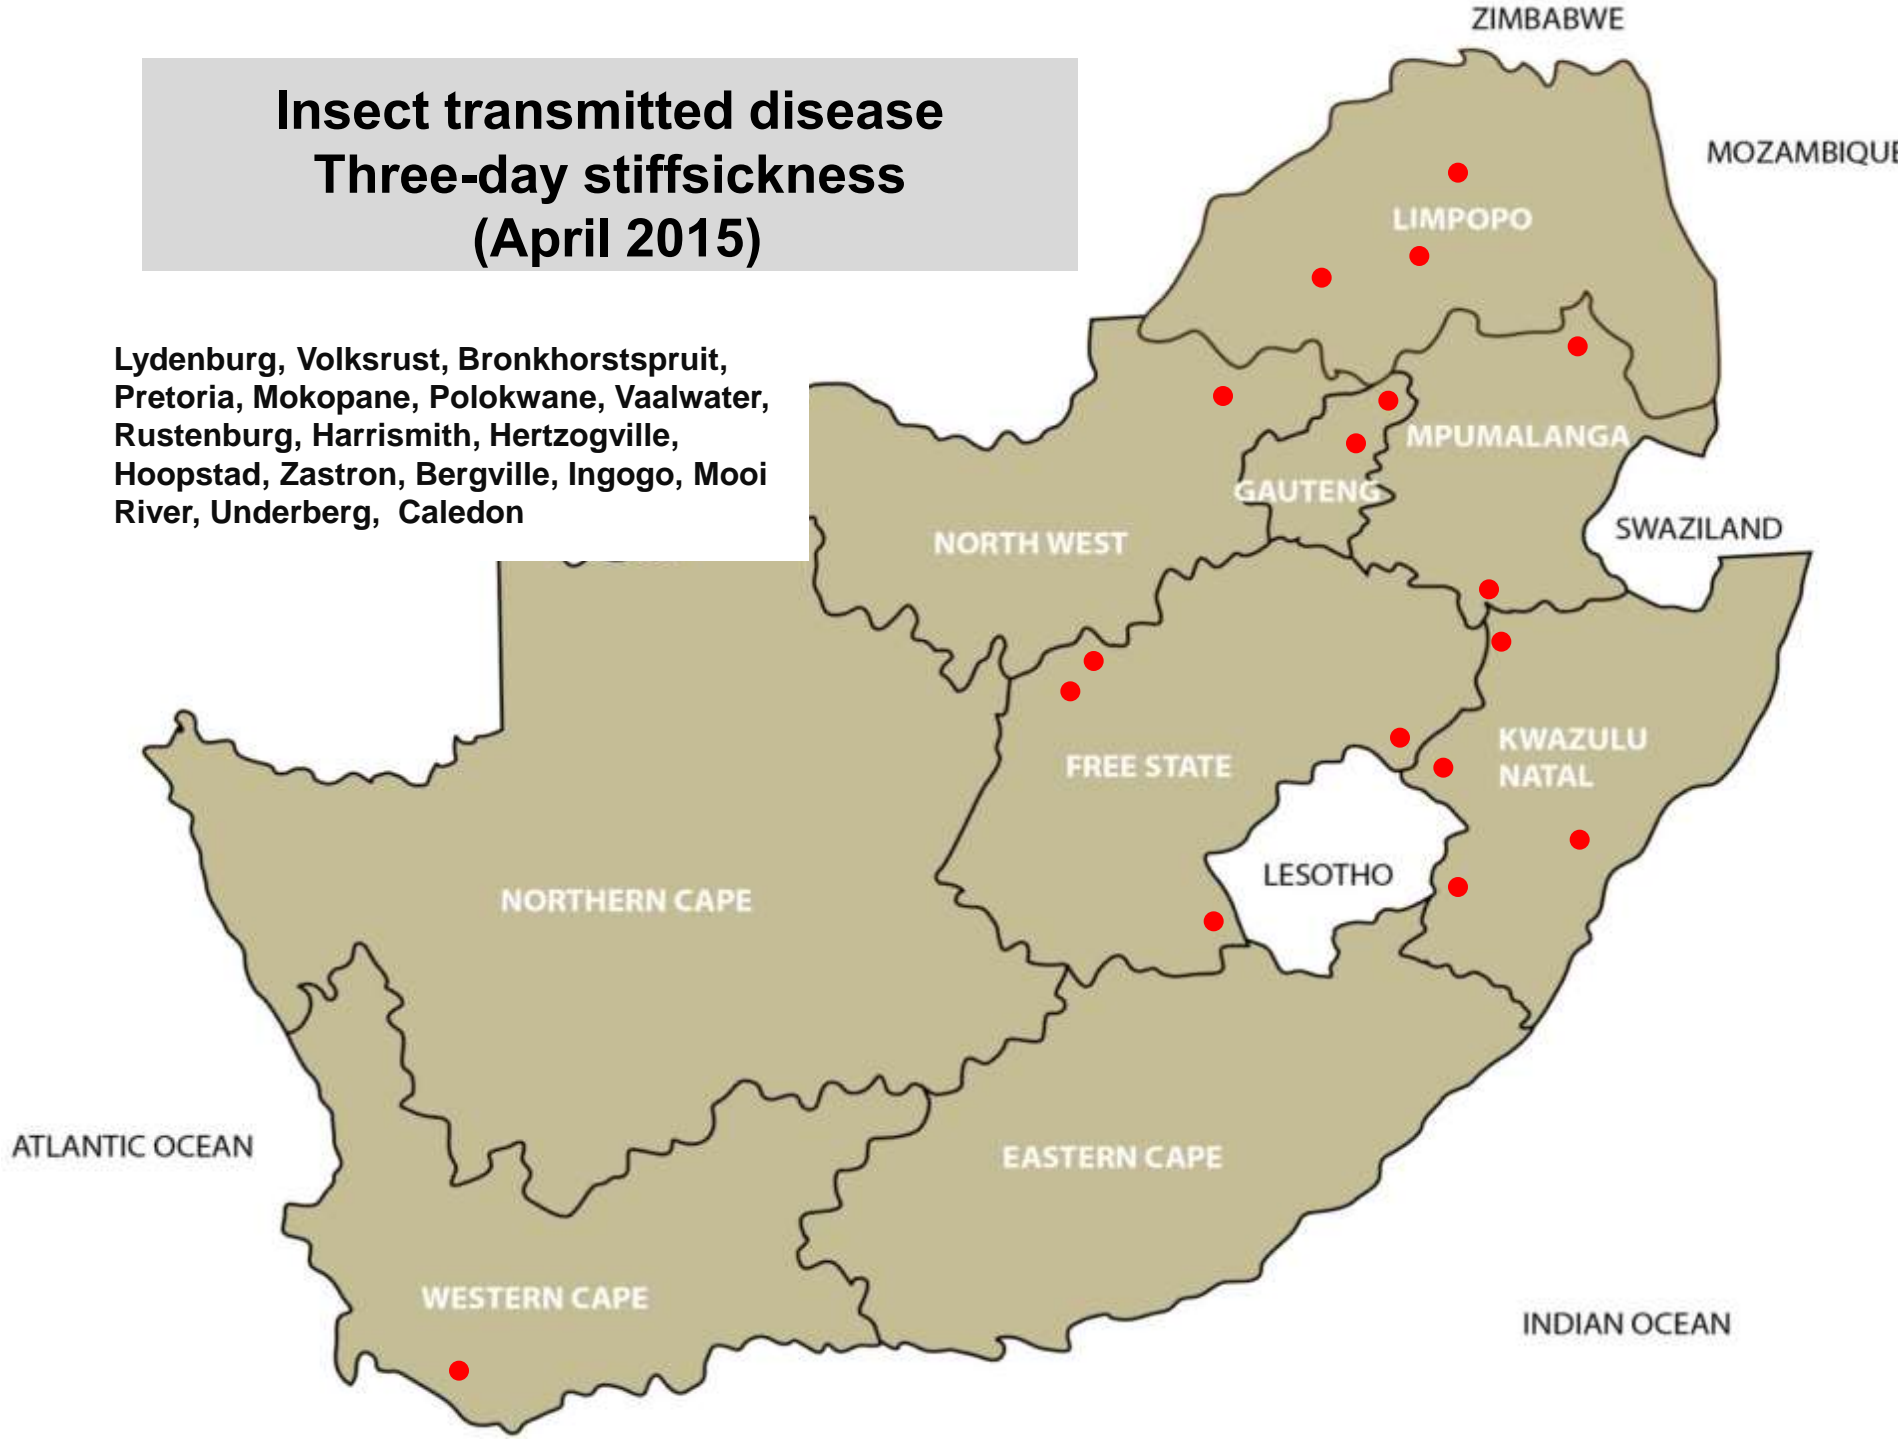 ZIMBABWE
Insect transmitted disease
Three-day stiffsickness
(April 2015)
MOZAMBIQUE
LIMPOPO
Lydenburg, Volksrust, Bronkhorstspruit,
Pretoria, Mokopane, Polokwane, Vaalwater,
Rustenburg, Harrismith, Hertzogville,
Hoopstad, Zastron, Bergville, Ingogo, Mooi
River, Underberg, Caledon
MPUMALANGA
GAUTENG
SWAZILAND
NORTH WEST
KWAZULU
NATAL
FREE STATE
LESOTHO
NORTHERN CAPE
ATLANTIC OCEAN
EASTERN CAPE
WESTERN CAPE
INDIAN OCEAN